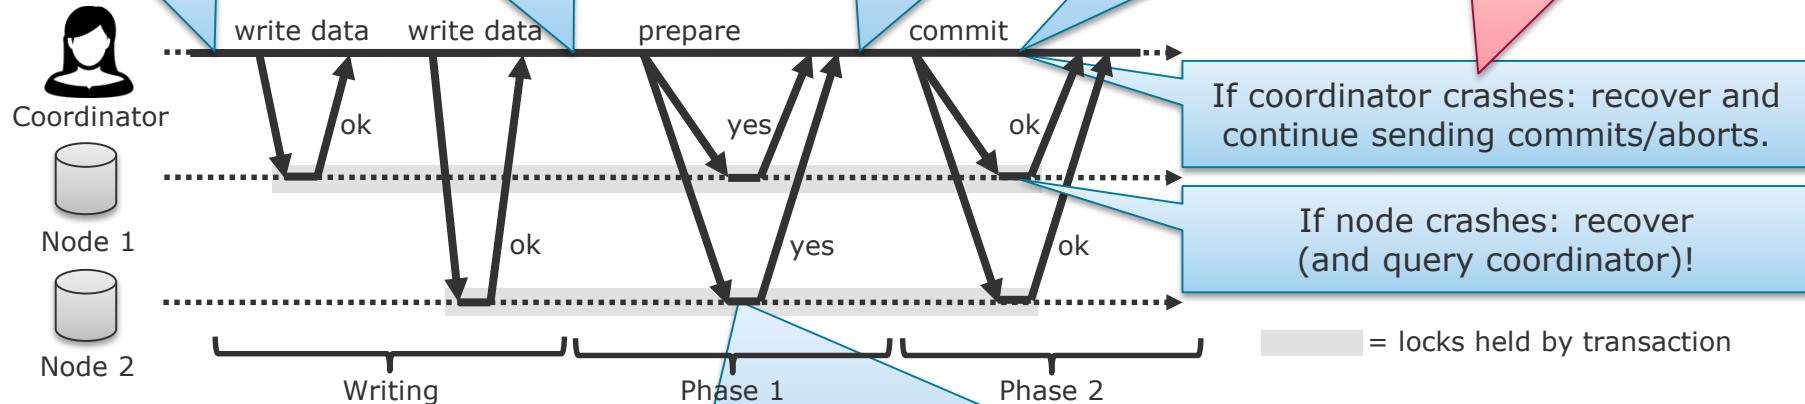 write data
write data
prepare
commit
Coordinator
ok
yes
ok
If coordinator crashes: recover and
continue sending commits/aborts.
Node 1
ok
yes
ok
If node crashes: recover
(and query coordinator)!
Node 2
= locks held by transaction
Writing
Phase 1
Phase 2